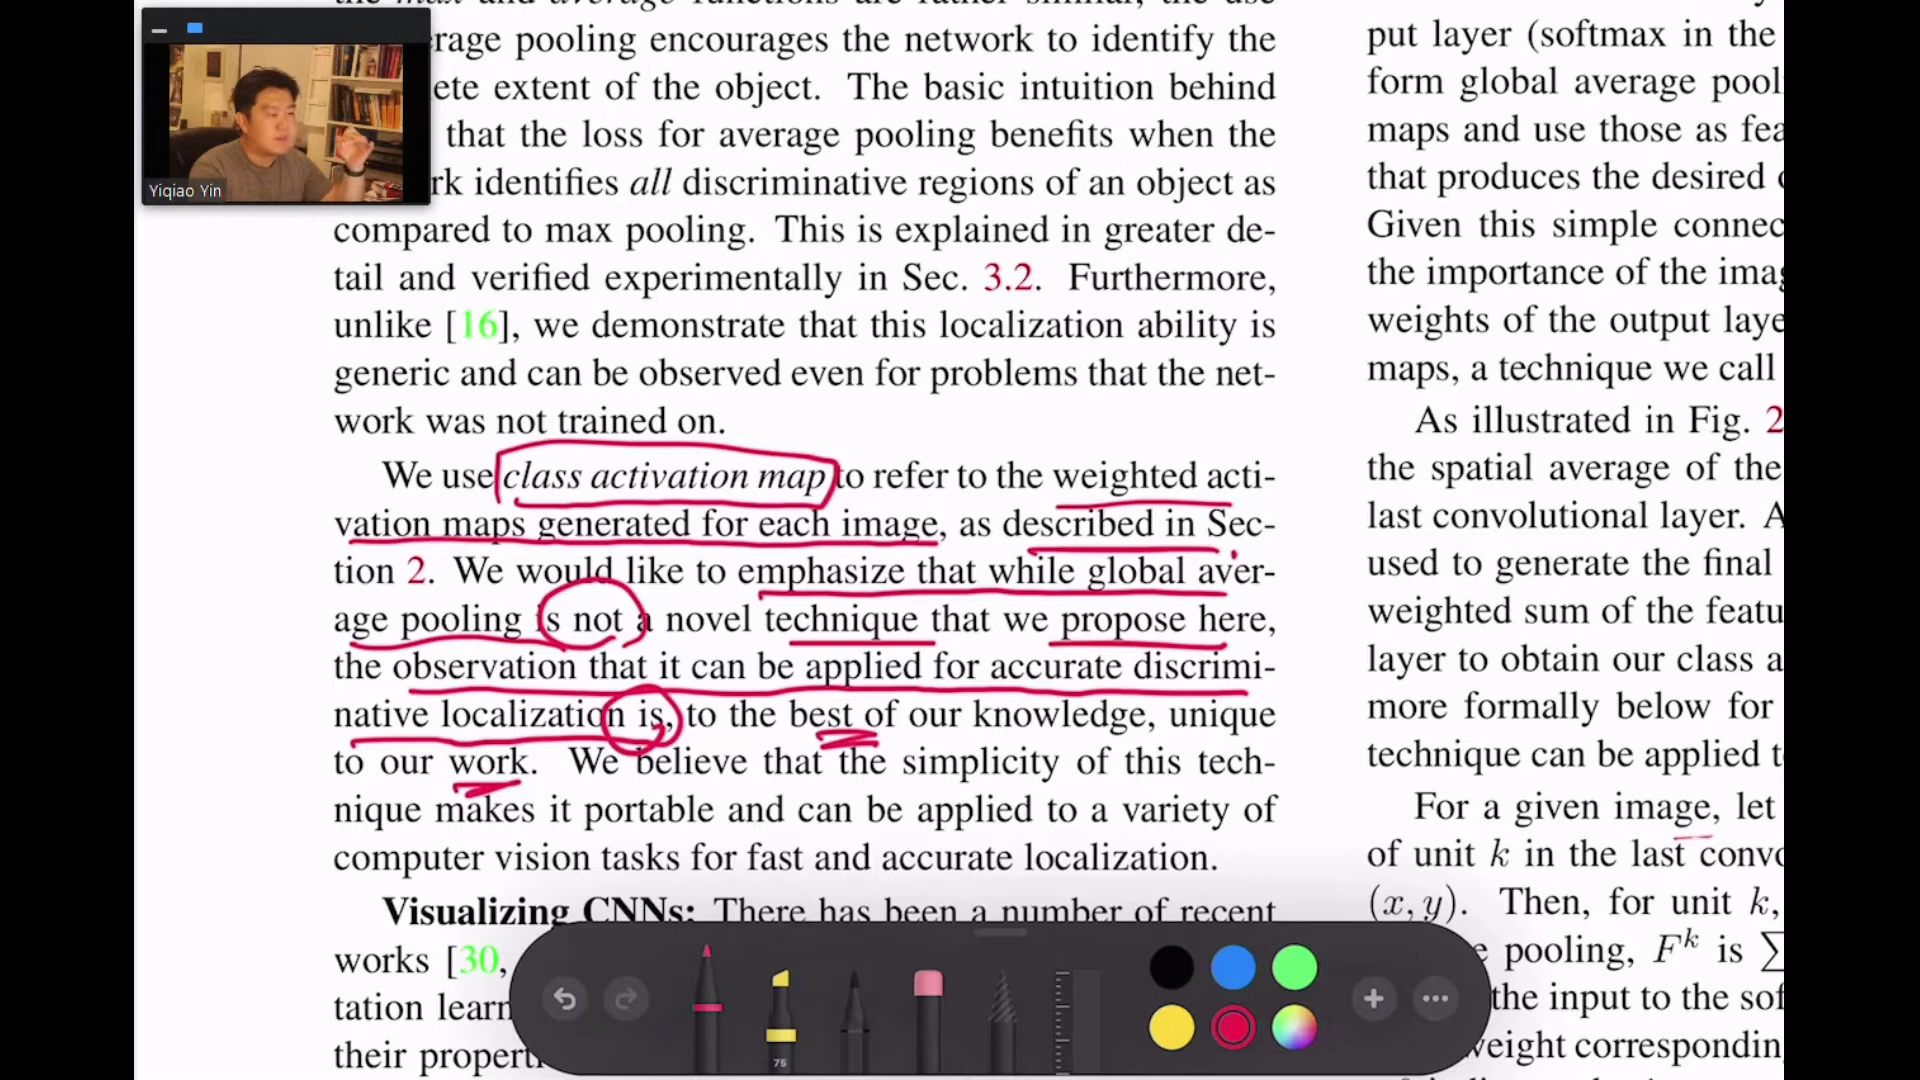 Yiqiao Yin
average functions are rather similar, the use
rage pooling encourages the network to identify the
ete extent of the object. The basic intuition behind
that the loss for average pooling benefits when the
rk identifies all discriminative regions of an object as
compared to max pooling. This is explained in greater de-
tail and verified experimentally in Sec. 3.2. Furthermore,
unlike [16], we demonstrate that this localization ability is
generic and can be observed even for problems that the net-
work was not trained on.
We use class activation map to refer to the weighted acti-
vation maps generated for each image, as described in Sec-
tion 2. We would like to emphasize that while global aver-
age pooling is not a novel technique that we propose here,
the observation that it can be applied for accurate discrimi-
native localization is, to the best of our knowledge, unique
to our work. We believe that the simplicity of this tech-
nique makes it portable and can be applied to a variety of
computer vision tasks for fast and accurate localization.
Visualizing CNNs: There has been a number of recent
works [30,
tation learn
their propert
put layer (softmax in the
form global average pool
maps and use those as fea
that produces the desired
Given this simple connec
the importance of the imag
weights of the output laye
maps, a technique we call
As illustrated in Fig. 2
the spatial average of the
last convolutional layer. A
used to generate the final
weighted sum of the featu
layer to obtain our class a
more formally below for
technique can be applied t
For a given image, let
of unit k in the last convo
(x, y). Then, for unit k,
e pooling, F^k is ∑
the input to the sof
weight correspondin
75